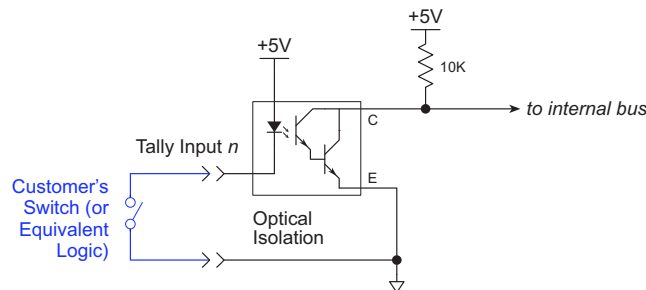 +5V
+5V
10K
C
to internal bus
Tally Input n
E
Customer's
Switch (or
Equivalent
Logic)
Optical
Isolation